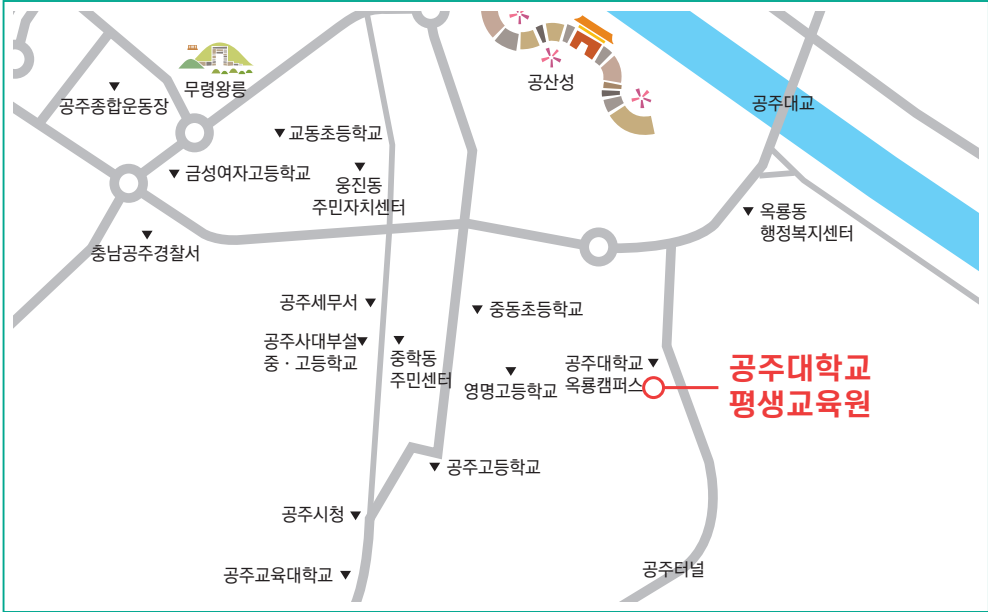 무령왕릉
공산성
공주종합운동장
공주대교
교동초등학교
금성여자고등학교
웅진동
주민자치센터
옥룡동
행정복지센터
충남공주경찰서
공주세무서
중동초등학교
공주사대부설
중 · 고등학교
중학동
주민센터
영명고등학교
공주대학교
옥룡캠퍼스
공주대학교
평생교육원
공주고등학교
공주시청
공주교육대학교
공주터널